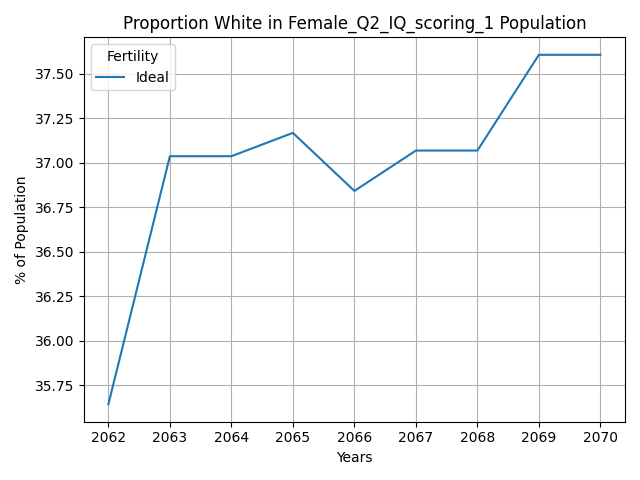 Proportion White in Female_Q2_IQ_scoring_1 Population
Fertility
Ideal
37.50
37.25
37.00
36.75
36.50
36.25
36.00
35.75
% of Population
2062 2063 2064 2065 2066 2067 2068 2069 2070
Years